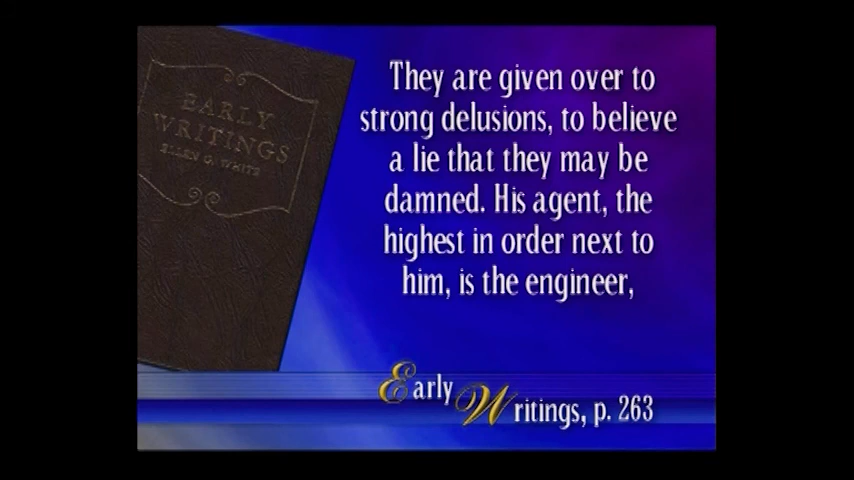 EARLY
WRITINGS
ELLEN G. WHITE
They are given over to
strong delusions, to believe
a lie that they may be
damned. His agent, the
highest in order next to
him, is the engineer,
Early
Writings, p. 263